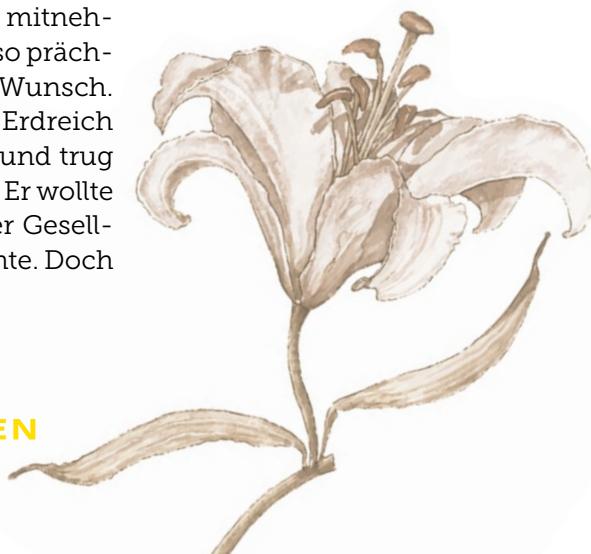 mitneh-
so präch-
Wunsch.
Erdreich
und trug
Er wollte
er Gesell-
nte. Doch
EN